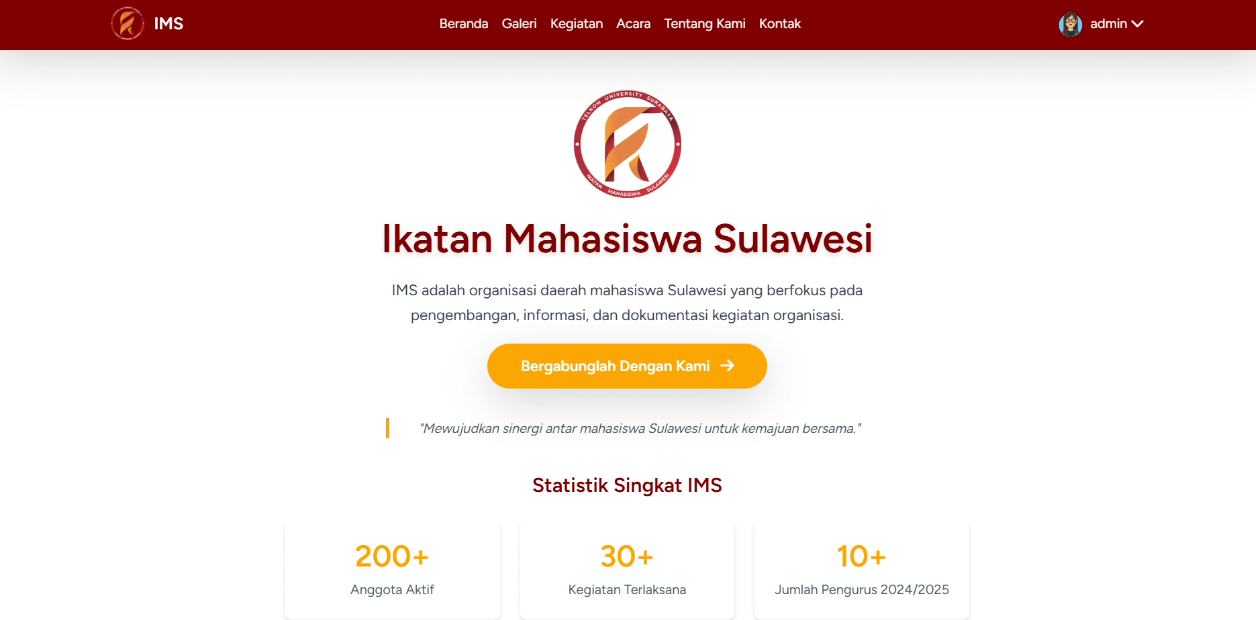 IMS
Beranda Galeri Kegiatan Acara Tentang Kami Kontak
admin
TELKOM UNIVERSITY SURABAYA
IKATAN MAHASISWA SULAWESI
Ikatan Mahasiswa Sulawesi
IMS adalah organisasi daerah mahasiswa Sulawesi yang berfokus pada
pengembangan, informasi, dan dokumentasi kegiatan organisasi.
Bergabunglah Dengan Kami →
"Mewujudkan sinergi antar mahasiswa Sulawesi untuk kemajuan bersama."
Statistik Singkat IMS
200+
Anggota Aktif
30+
Kegiatan Terlaksana
10+
Jumlah Pengurus 2024/2025